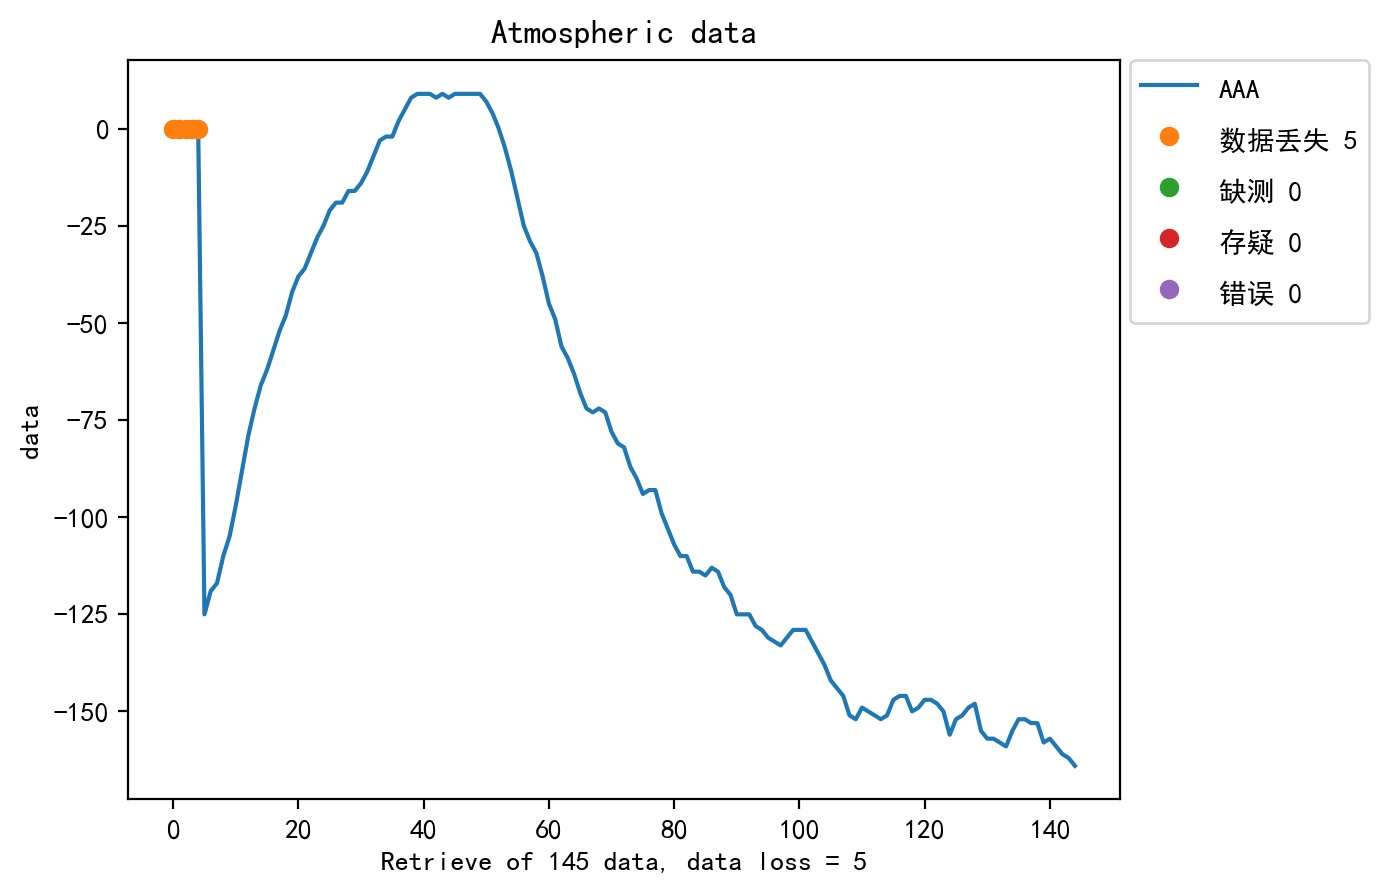 Atmospheric data
AAA
数据丢失 5
缺测 0
存疑 0
错误 0
data
0
−25
−50
−75
−100
−125
−150
0 20 40 60 80 100 120 140
Retrieve of 145 data, data loss = 5